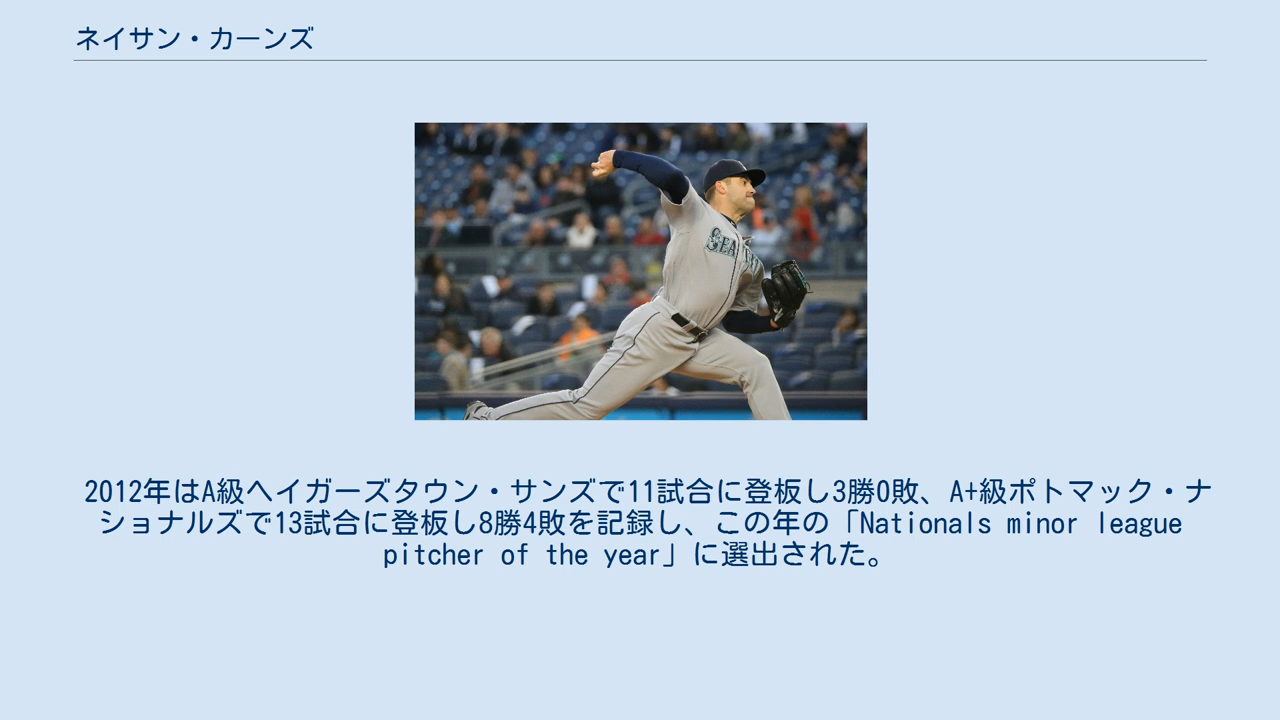 ネイサン・カーンズ
2012年はA級ヘイガーズタウン・サンズで11試合に登板し3勝0敗、A+級ポトマック・ナ
ショナルズで13試合に登板し8勝4敗を記録し、この年の「Nationals minor league
pitcher of the year」に選出された。